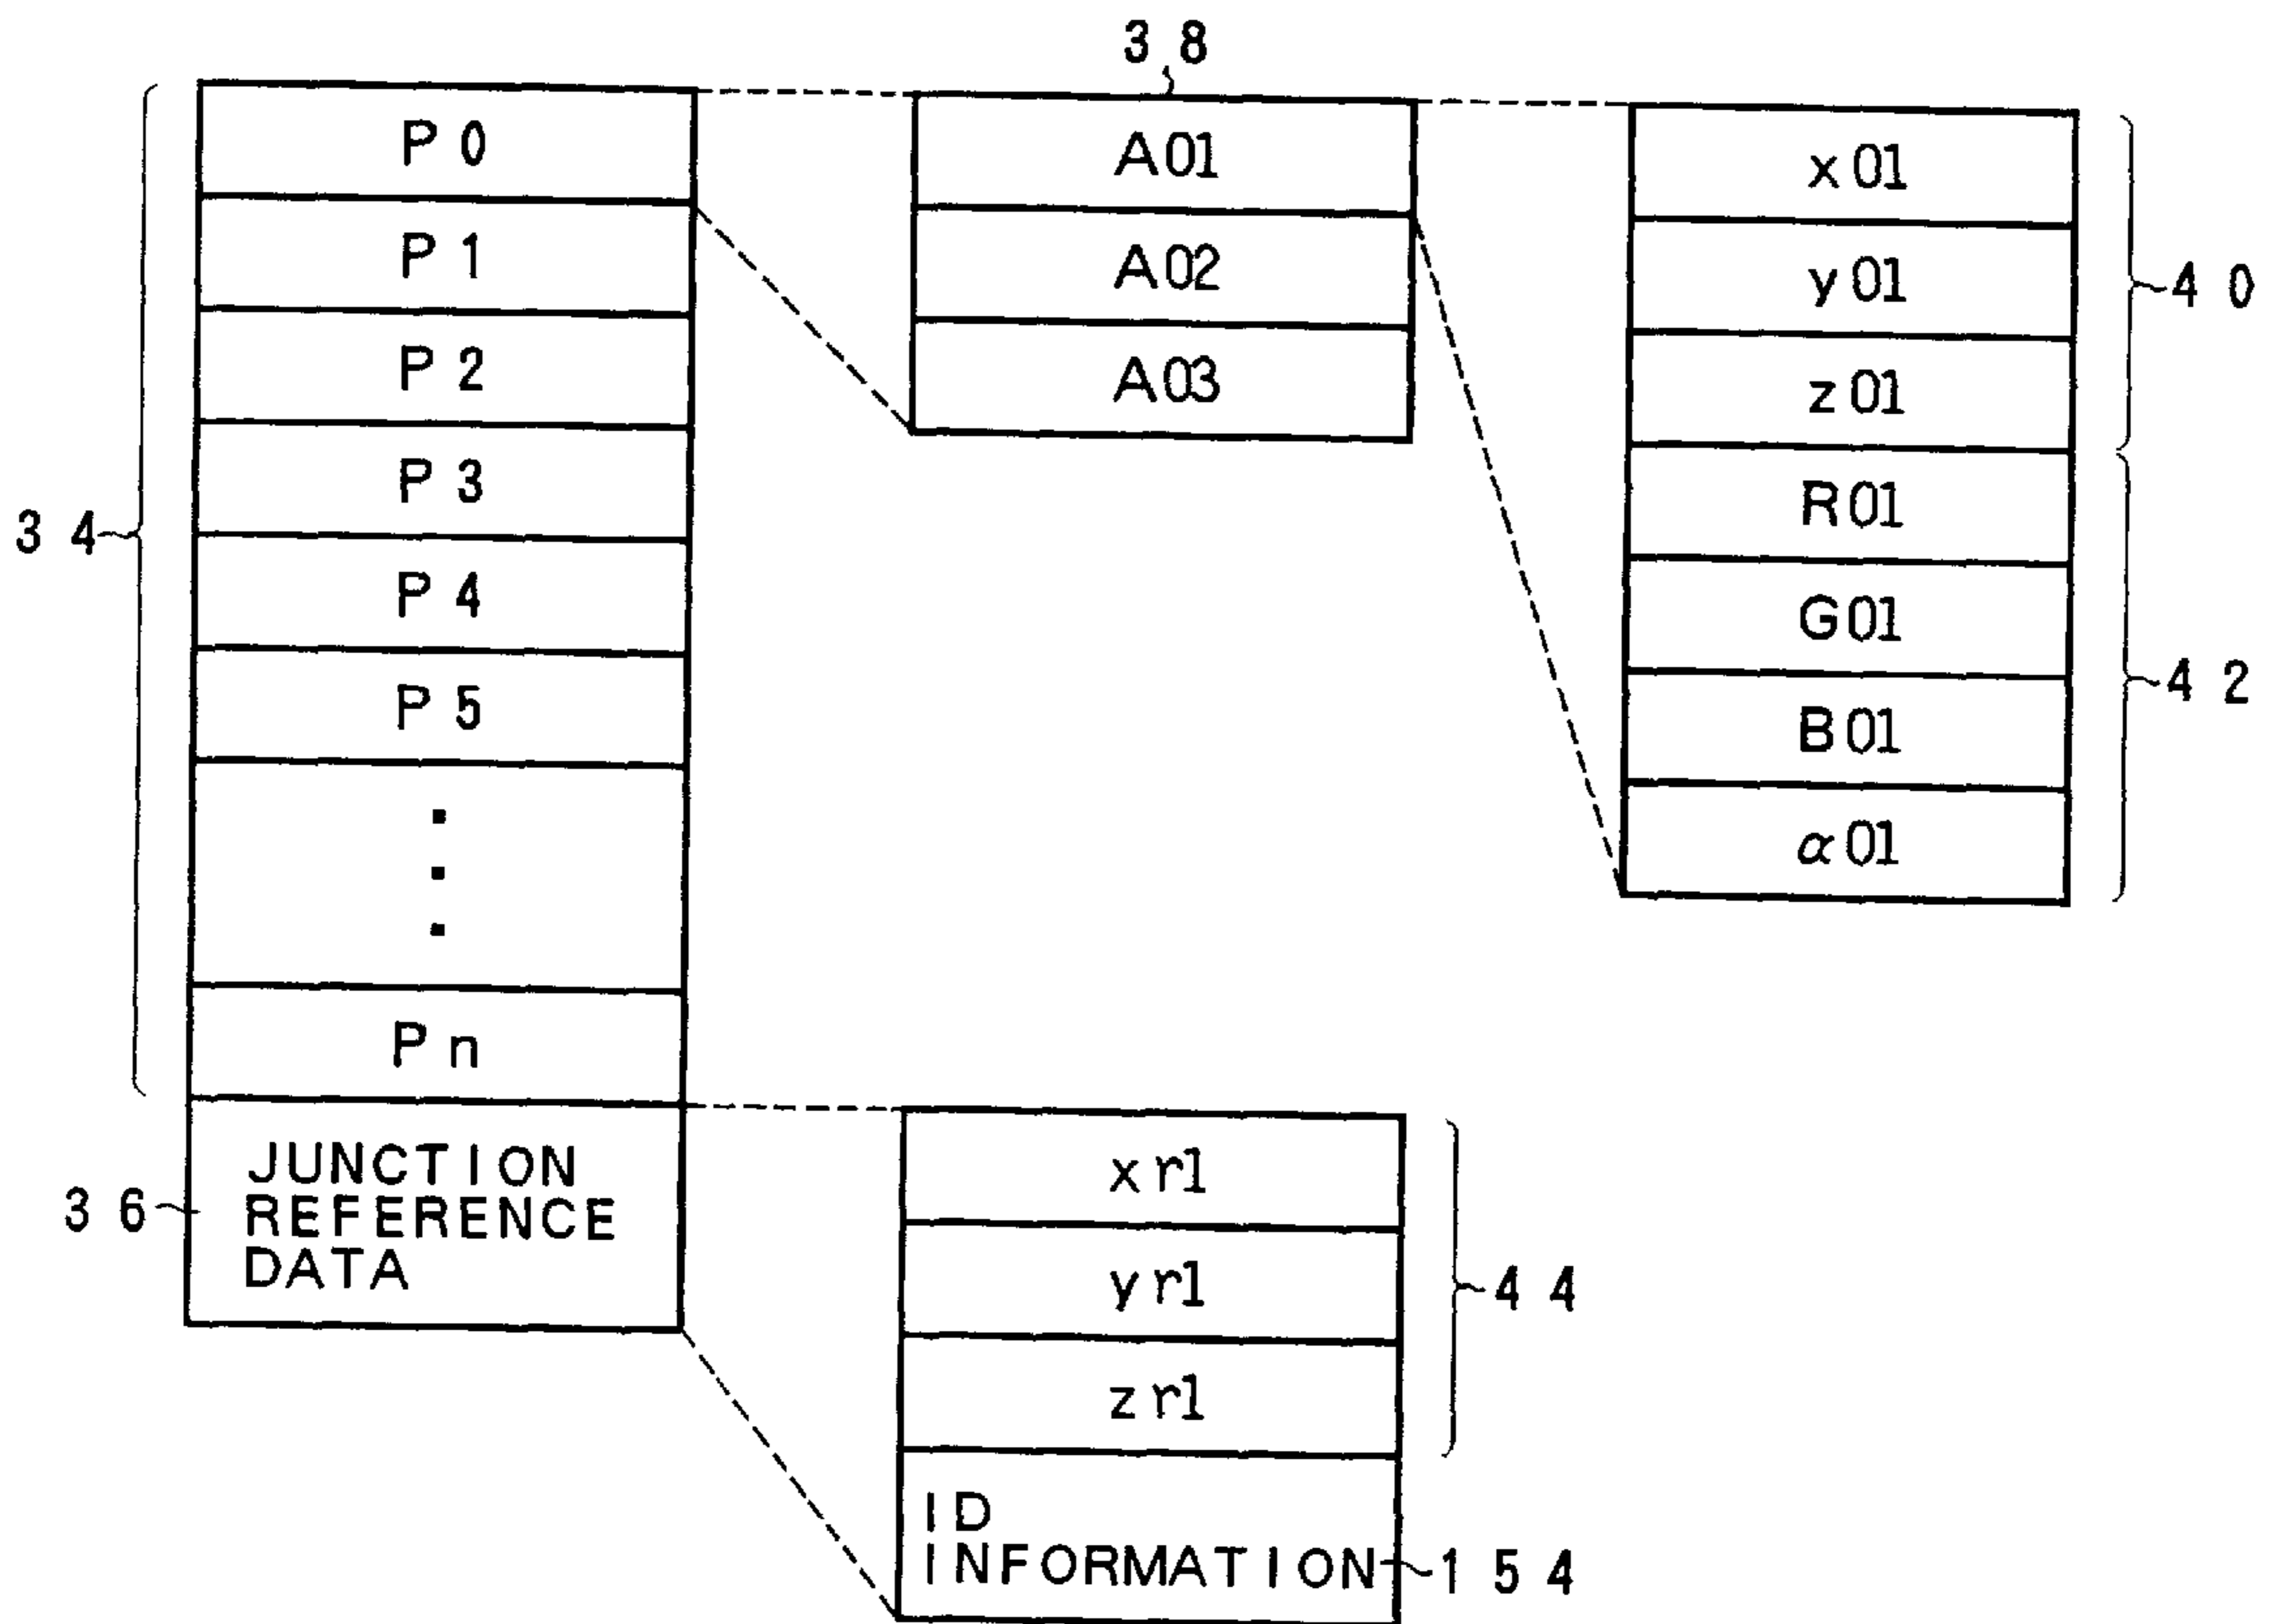 34
P0
P1
P2
P3
P4
P5
Pn
36
JUNCTION
REFERENCE
DATA
38
A01
A02
A03
x01
y01
z01
R01
G01
B01
α01
40
42
xr1
yr1
zr1
ID
INFORMATION
44
154